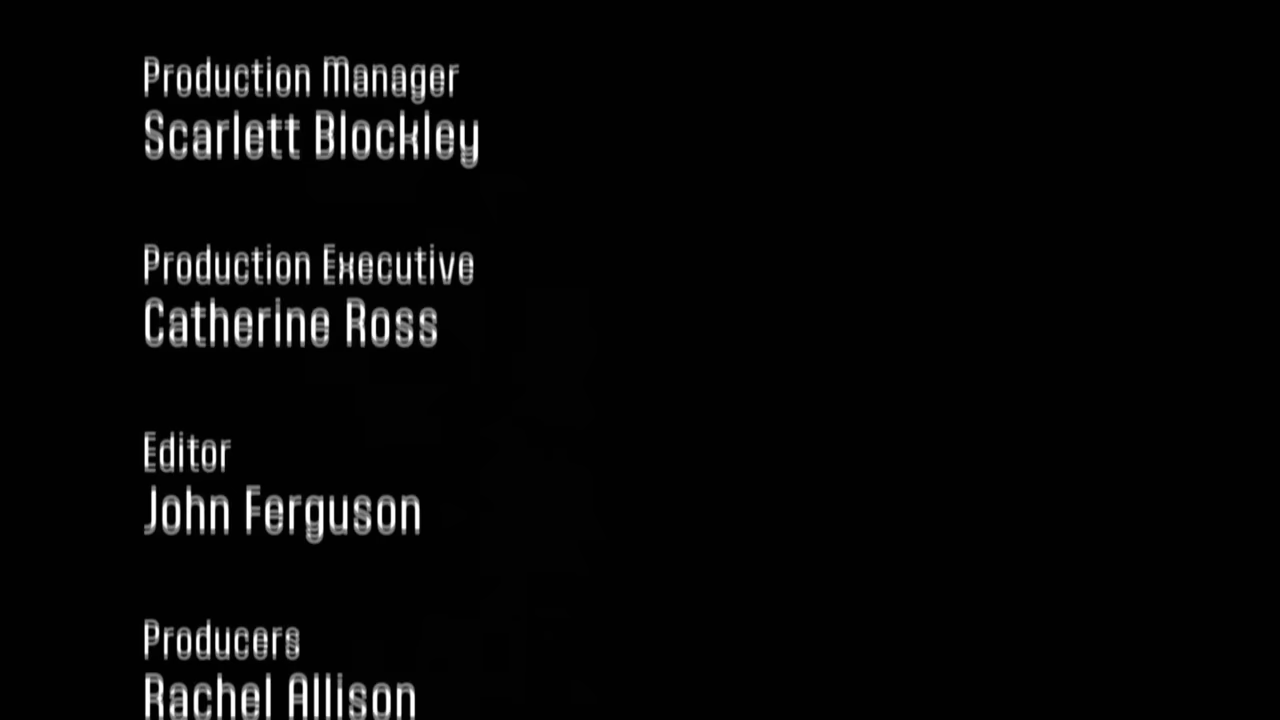 Production Manager
Scarlett Blockley
Production Executive
Catherine Ross
Editor
John Ferguson
Producers
Rachel Allison